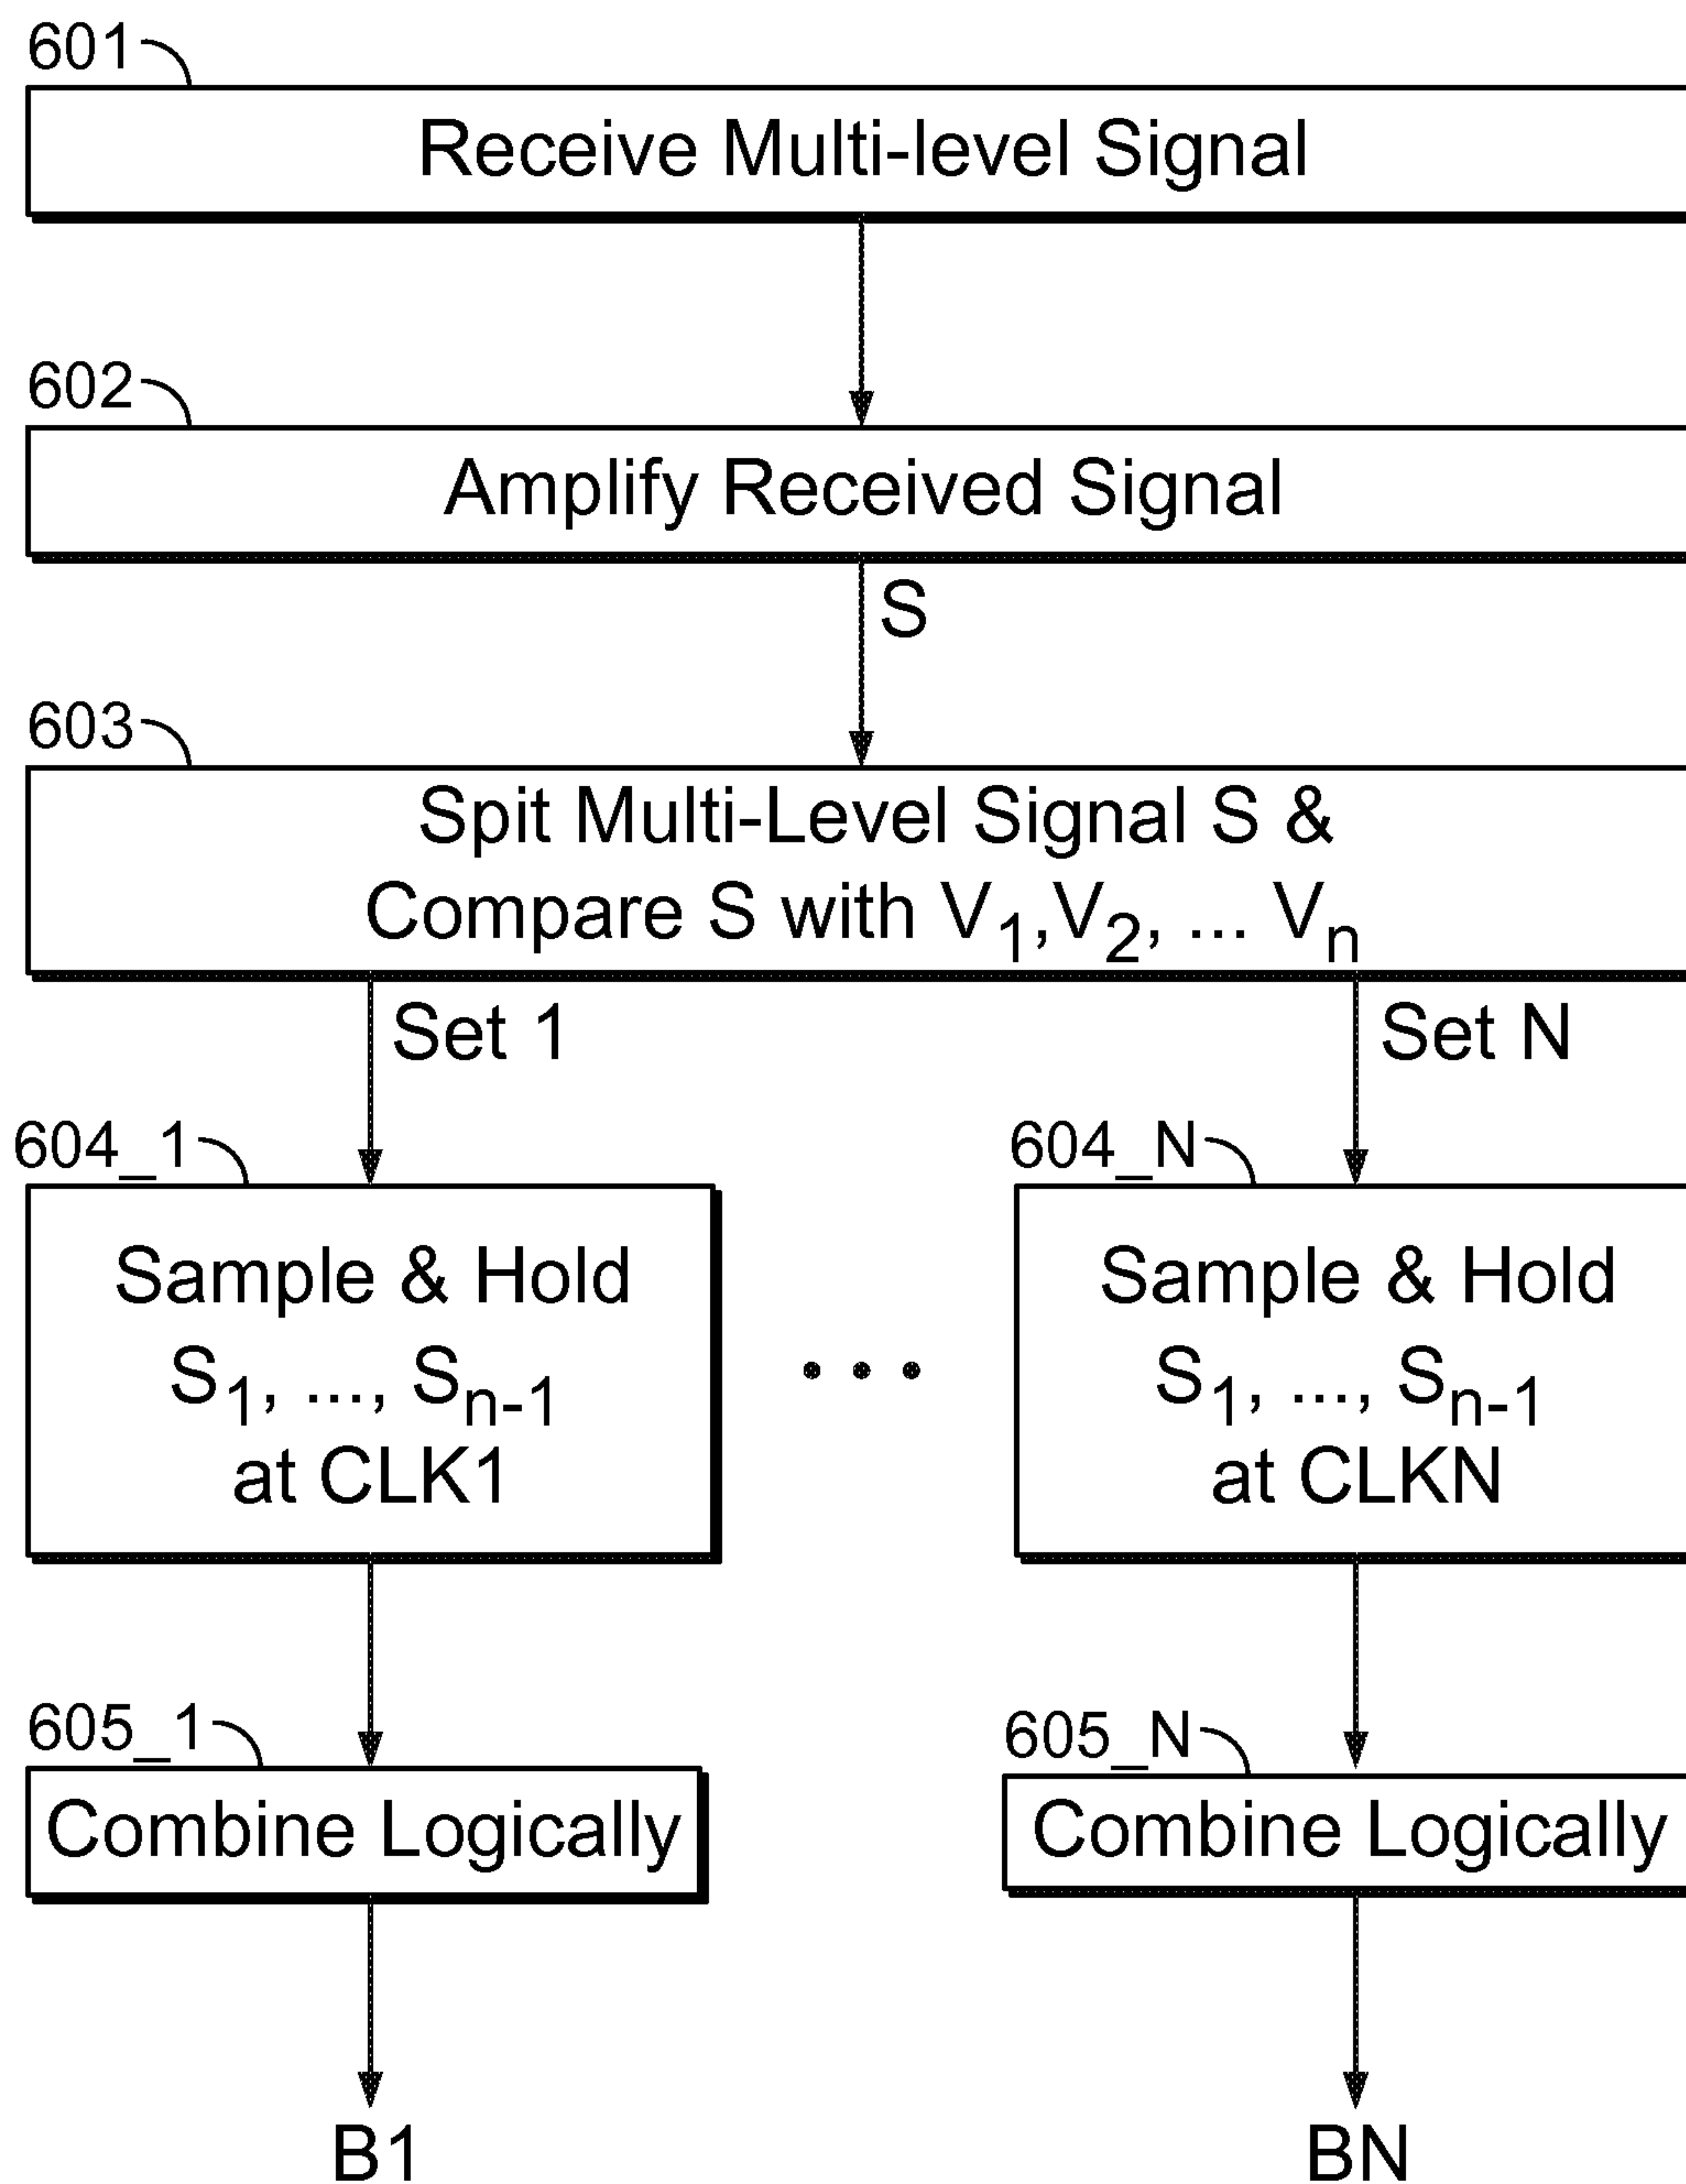 601
Receive Multi-level Signal
602
Amplify Received Signal
S
603
Spit Multi-Level Signal S &
Compare S with V1,V2, ... Vn
Set 1
Set N
604_1
604_N
Sample & Hold
S1, ..., Sn-1
at CLK1
Sample & Hold
S1, ..., Sn-1
at CLKN
605_1
605_N
Combine Logically
Combine Logically
B1
BN